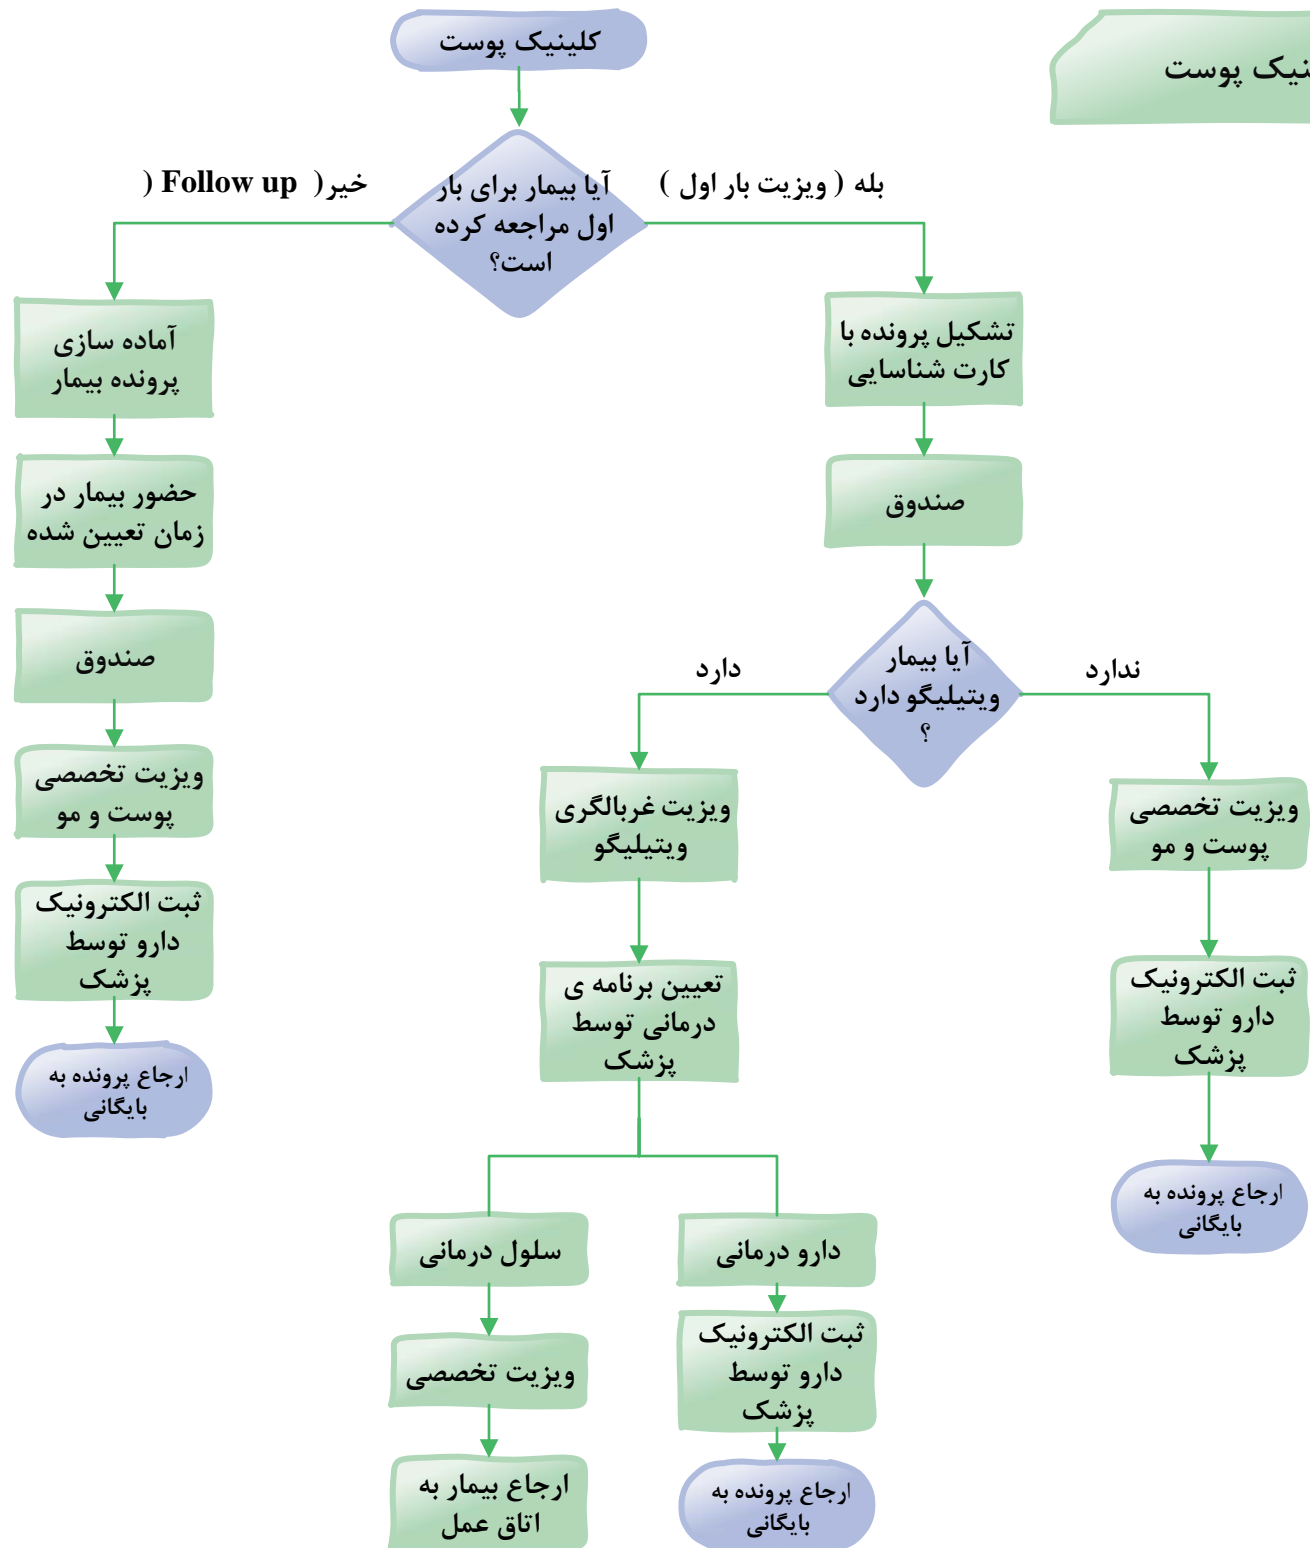 کلینیک پوست
پوست
آیا بیمار برای بار
اول مراجعه کرده
است؟
بله ( ویزیت بار اول )
خیر( Follow up (
تشکیل پرونده با
کارت شناسایی
صندوق
آیا بیمار
ویتیلیگو دارد
؟
ندارد
دارد
ویزیت تخصصی
پوست و مو
ثبت الکترونیک
دارو توسط
پزشک
ارجاع پرونده به
بایگانی
ویزیت غربالگری
ویتیلیگو
تعیین برنامه ی
درمانی توسط
پزشک
دارو درمانی
ثبت الکترونیک
دارو توسط
پزشک
ارجاع پرونده به
بایگانی
سلول درمانی
ویزیت تخصصی
ارجاع بیمار به
اتاق عمل
آماده سازی
پرونده بیمار
حضور بیمار در
زمان تعیین شده
صندوق
ویزیت تخصصی
پوست و مو
ثبت الکترونیک
دارو توسط
پزشک
ارجاع پرونده به
بایگانی